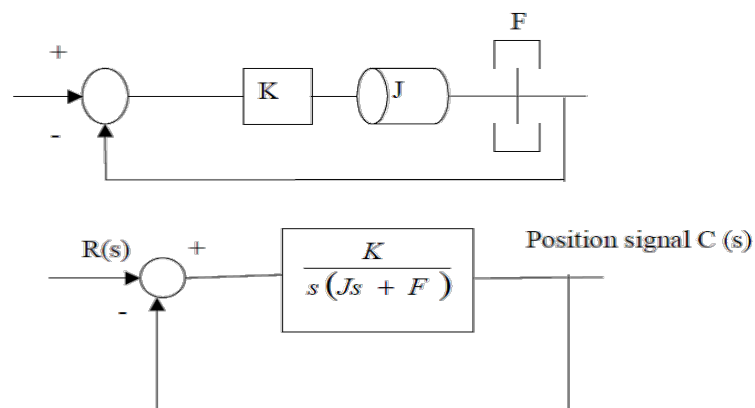 F
+
K
J
-
R(s)
+
K
s(Js + F)
Position signal C (s)
-